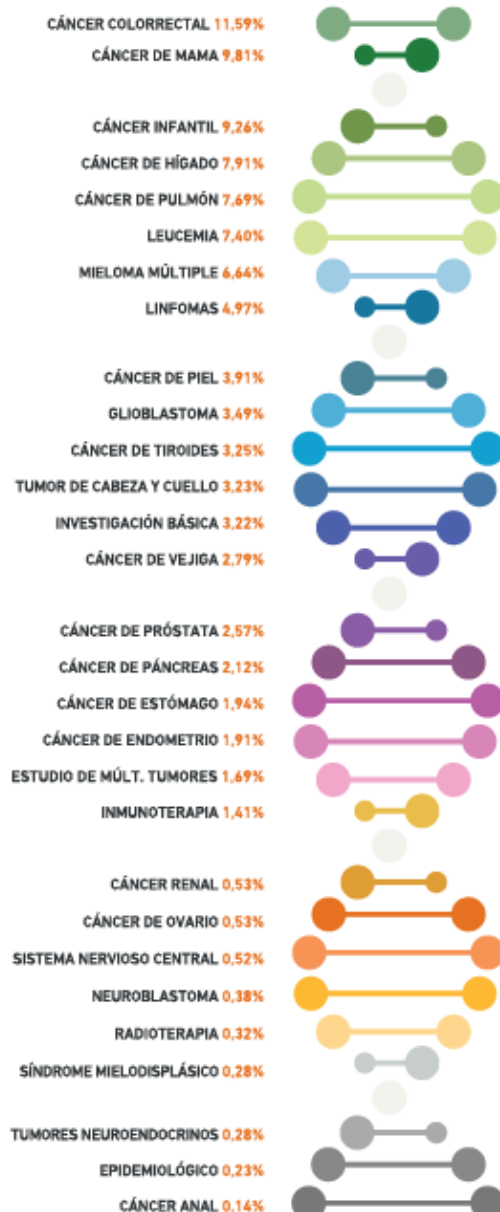 CÁNCER COLORRECTAL 11,59%
CÁNCER DE MAMA 9,81%
CÁNCER INFANTIL 9,26%
CÁNCER DE HÍGADO 7,91%
CÁNCER DE PULMÓN 7,69%
LEUCEMIA 7,40%
MIELOMA MÚLTIPLE 6,64%
LINFOMAS 4,97%
CÁNCER DE PIEL 3,91%
GLIOBLASTOMA 3,49%
CÁNCER DE TIROIDES 3,25%
TUMOR DE CABEZA Y CUELLO 3,23%
INVESTIGACIÓN BÁSICA 3,22%
CÁNCER DE VEJIGA 2,79%
CÁNCER DE PRÓSTATA 2,57%
CÁNCER DE PÁNCREAS 2,12%
CÁNCER DE ESTÓMAGO 1,94%
CÁNCER DE ENDOMETRIO 1,91%
ESTUDIO DE MÚLT. TUMORES 1,69%
INMUNOTERAPIA 1,41%
CÁNCER RENAL 0,53%
CÁNCER DE OVARIO 0,53%
SISTEMA NERVIOSO CENTRAL 0,52%
NEUROBLASTOMA 0,38%
RADIOTERAPIA 0,32%
SÍNDROME MIELODISPLÁSICO 0,28%
TUMORES NEUROENDOCRINOS 0,28%
EPIDEMIOLÓGICO 0,23%
CÁNCER ANAL 0,14%